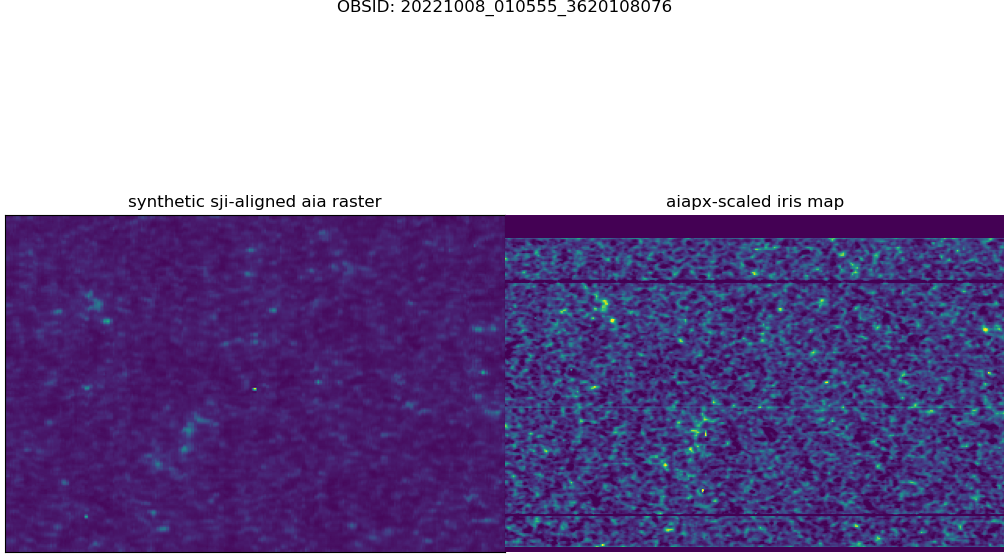 OBSID: 20221008_010555_3620108076
synthetic sji-aligned aia raster
aiapx-scaled iris map